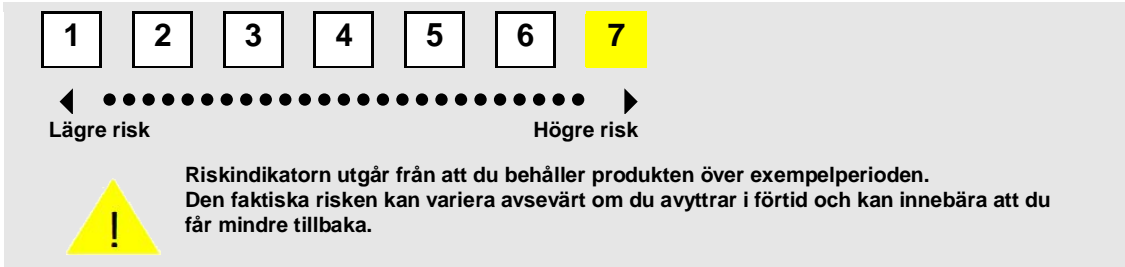 1 2 3 4 5 6 7
Lägre risk Högre risk
Riskindikatorn utgår från att du behåller produkten över exempelperioden.
Den faktiska risken kan variera avsevärt om du avyttrar i förtid och kan innebära att du
får mindre tillbaka.
!